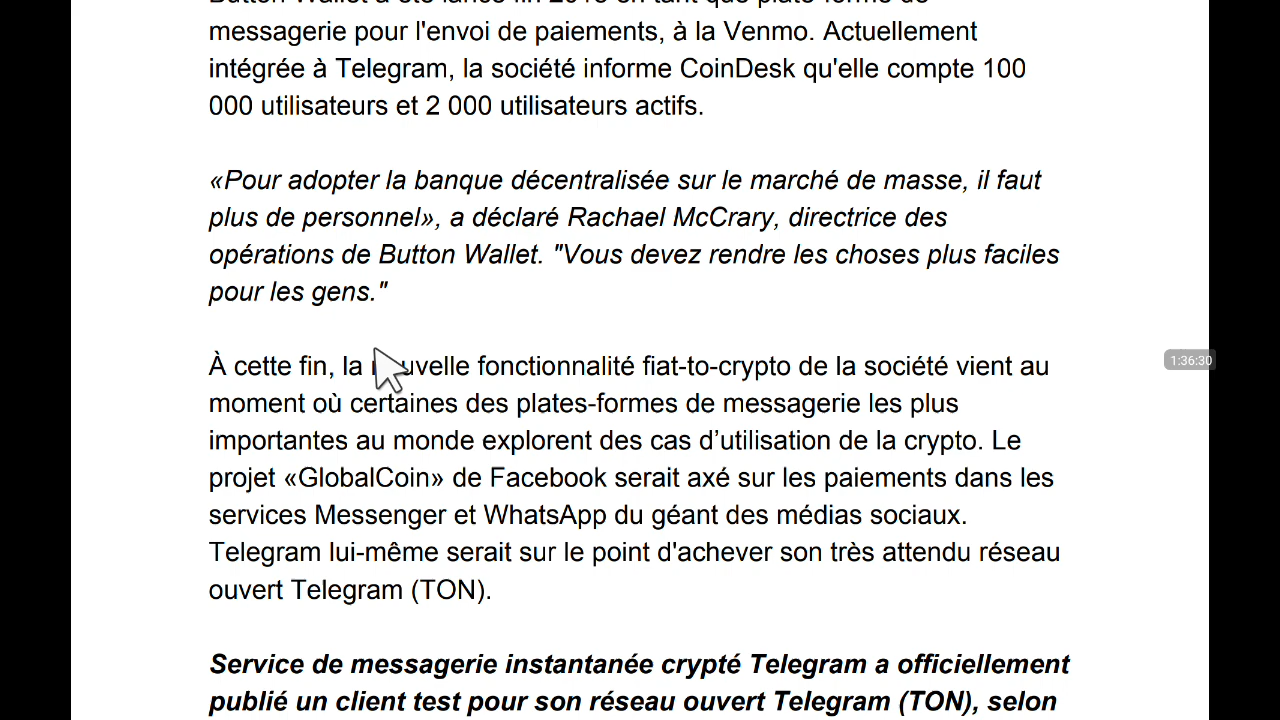 messagerie pour l'envoi de paiements, à la Venmo. Actuellement
intégrée à Telegram, la société informe CoinDesk qu'elle compte 100
000 utilisateurs et 2 000 utilisateurs actifs.
«Pour adopter la banque décentralisée sur le marché de masse, il faut
plus de personnel», a déclaré Rachael McCrary, directrice des
opérations de Button Wallet. "Vous devez rendre les choses plus faciles
pour les gens."
À cette fin, la nouvelle fonctionnalité fiat-to-crypto de la société vient au
moment où certaines des plates-formes de messagerie les plus
importantes au monde explorent des cas d’utilisation de la crypto. Le
projet «GlobalCoin» de Facebook serait axé sur les paiements dans les
services Messenger et WhatsApp du géant des médias sociaux.
Telegram lui-même serait sur le point d'achever son très attendu réseau
ouvert Telegram (TON).
1:36:30
Service de messagerie instantanée crypté Telegram a officiellement
publié un client test pour son réseau ouvert Telegram (TON), selon